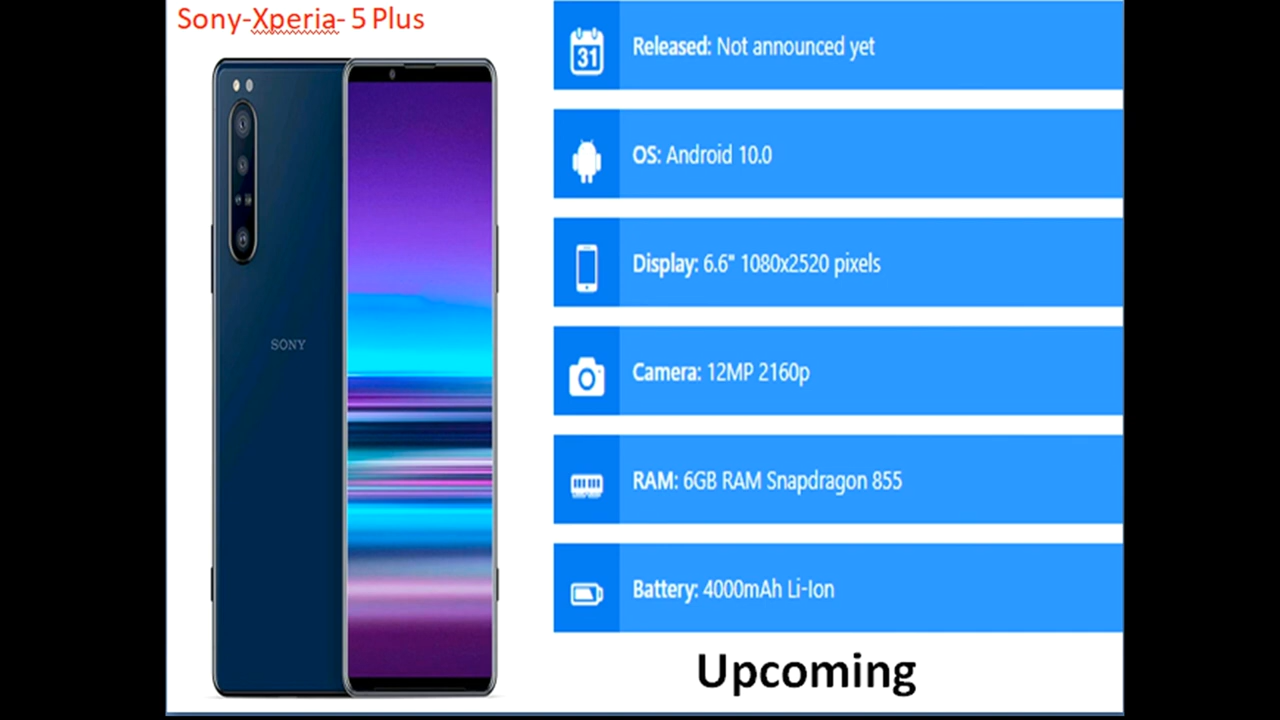 Sony-Xperia- 5 Plus
SONY
31
Released: Not announced yet
OS: Android 10.0
Display: 6.6" 1080x2520 pixels
Camera: 12MP 2160p
RAM: 6GB RAM Snapdragon 855
Battery: 4000mAh Li-Ion
Upcoming